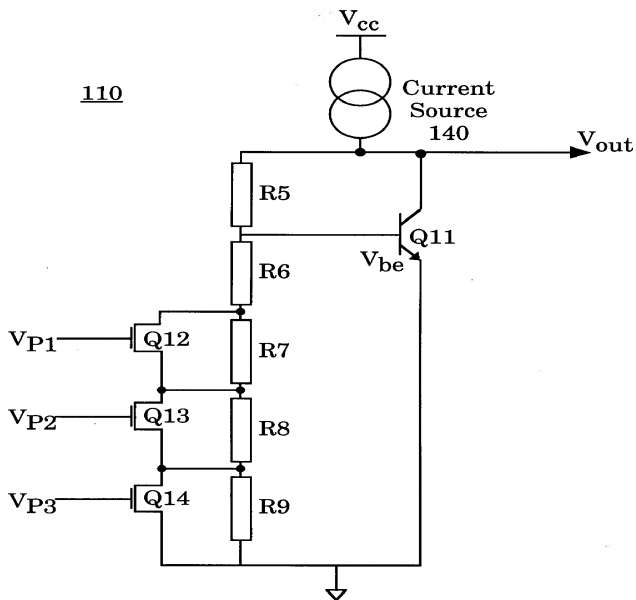 Vcc
110
Current
Source
140
Vout
R5
Q11
Vbe
R6
VP1
Q12
R7
VP2
Q13
R8
VP3
Q14
R9